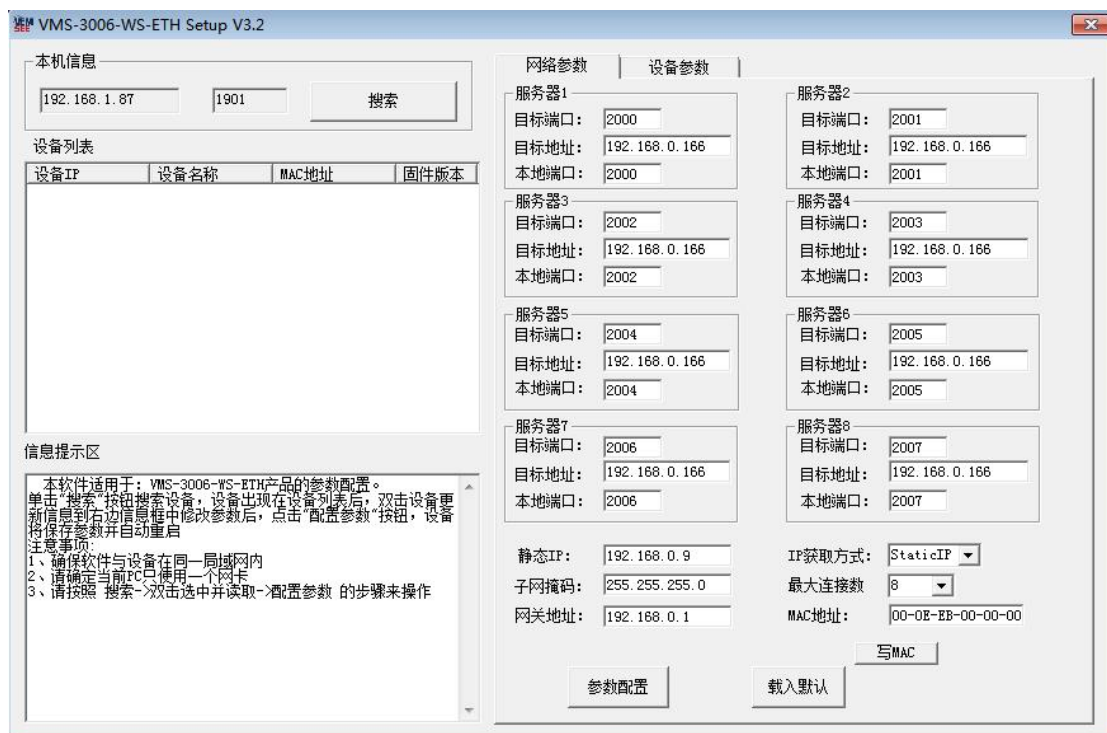 VEM SEE VMS-3006-WS-ETH Setup V3.2
本机信息
192.168.1.87 1901 搜索
设备列表
设备IP 设备名称 MAC地址 固件版本
信息提示区
本软件适用于：VMS-3006-WS-ETH产品的参数配置。
单击"搜索"按钮搜索设备，设备出现在设备列表后，双击设备更
新信息到右边信息框中修改参数后，点击"配置参数"按钮，设备
将保存参数并自动重启
注意事项:
1、确保软件与设备在同一局域网内
2、请确定当前PC只使用一个网卡
3、请按照 搜索->双击选中并读取->配置参数 的步骤来操作
网络参数 设备参数
服务器1
目标端口： 2000
目标地址： 192.168.0.166
本地端口： 2000
服务器2
目标端口： 2001
目标地址： 192.168.0.166
本地端口： 2001
服务器3
目标端口： 2002
目标地址： 192.168.0.166
本地端口： 2002
服务器4
目标端口： 2003
目标地址： 192.168.0.166
本地端口： 2003
服务器5
目标端口： 2004
目标地址： 192.168.0.166
本地端口： 2004
服务器6
目标端口： 2005
目标地址： 192.168.0.166
本地端口： 2005
服务器7
目标端口： 2006
目标地址： 192.168.0.166
本地端口： 2006
服务器8
目标端口： 2007
目标地址： 192.168.0.166
本地端口： 2007
静态IP： 192.168.0.9
子网掩码： 255.255.255.0
网关地址： 192.168.0.1
IP获取方式： StaticIP
最大连接数 8
MAC地址： 00-0E-EB-00-00-00
写MAC
参数配置 载入默认